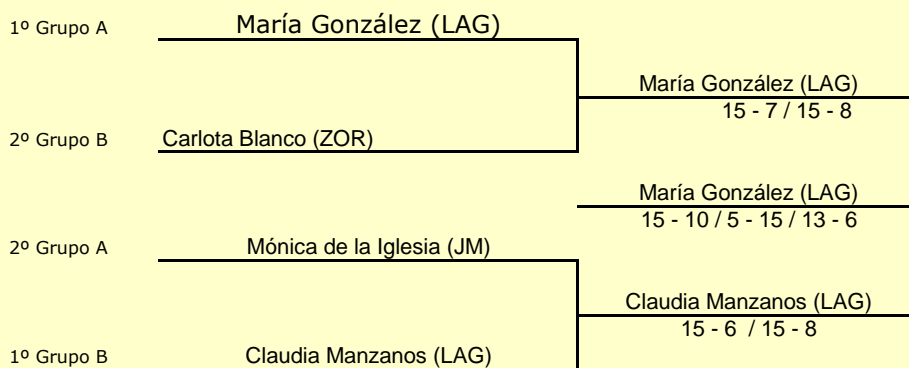 1º Grupo A
María González (LAG)
María González (LAG)
15 - 7 / 15 - 8
2º Grupo B
Carlota Blanco (ZOR)
María González (LAG)
15 - 10 / 5 - 15 / 13 - 6
2º Grupo A
Mónica de la Iglesia (JM)
Claudia Manzanos (LAG)
15 - 6 / 15 - 8
1º Grupo B
Claudia Manzanos (LAG)